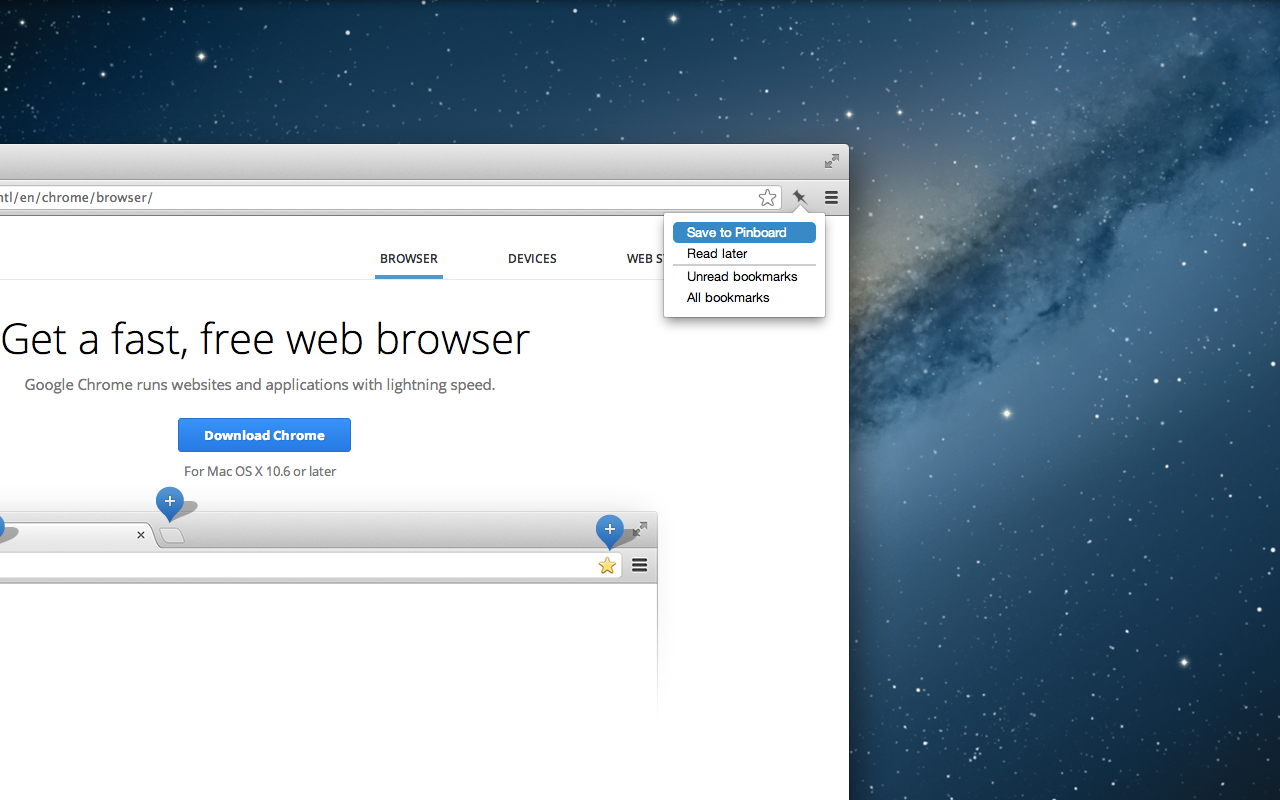 ntl/en/chrome/browser/
Save to Pinboard
Read later
Unread bookmarks
All bookmarks
BROWSER DEVICES WEB
Get a fast, free web browser
Google Chrome runs websites and applications with lightning speed.
Download Chrome
For Mac OS X 10.6 or later